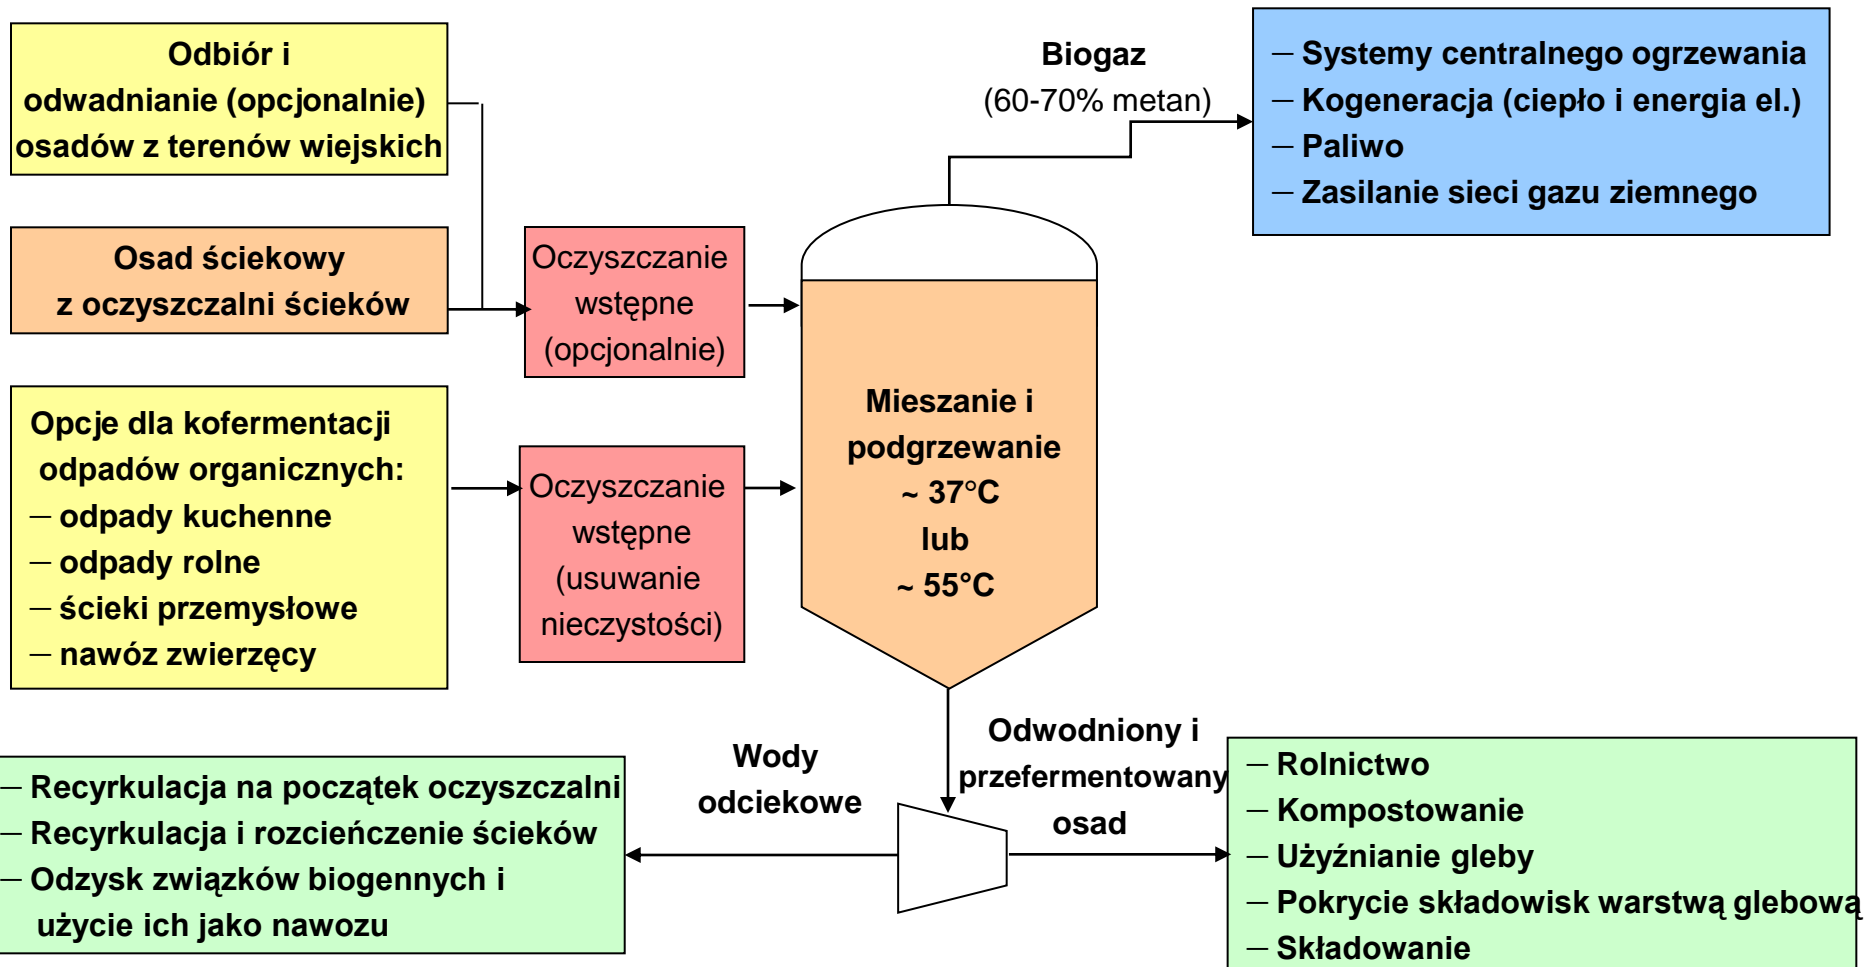 Odbiór i
odwadnianie (opcjonalnie)
osadów z terenów wiejskich
Osad ściekowy
z oczyszczalni ścieków
Opcje dla kofermentacji
odpadów organicznych:
─ odpady kuchenne
─ odpady rolne
─ ścieki przemysłowe
─ nawóz zwierzęcy
Oczyszczanie
wstępne
(opcjonalnie)
Oczyszczanie
wstępne
(usuwanie
nieczystości)
Mieszanie i
podgrzewanie
~ 37°C
lub
~ 55°C
Biogaz
(60-70% metan)
─ Systemy centralnego ogrzewania
─ Kogeneracja (ciepło i energia el.)
─ Paliwo
─ Zasilanie sieci gazu ziemnego
Wody
odciekowe
─ Recyrkulacja na początek oczyszczalni
─ Recyrkulacja i rozcieńczenie ścieków
─ Odzysk związków biogennych i
użycie ich jako nawozu
Odwodniony i
przefermentowany
osad
─ Rolnictwo
─ Kompostowanie
─ Użyźnianie gleby
─ Pokrycie składowisk warstwą glebową
─ Składowanie